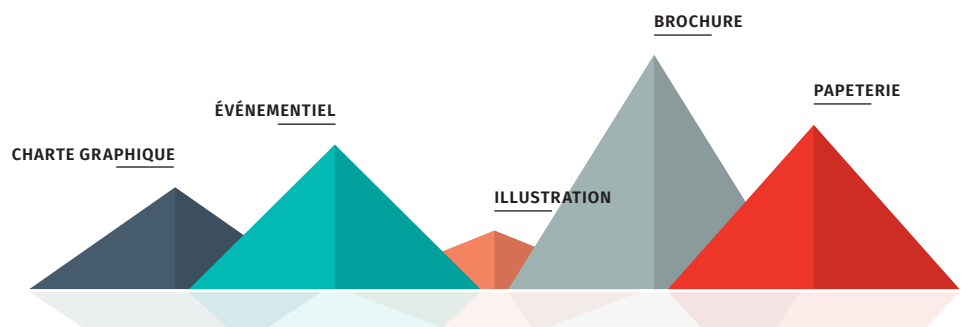 CHARTE GRAPHIQUE
ÉVÉNEMENTIEL
ILLUSTRATION
BROCHURE
PAPETERIE